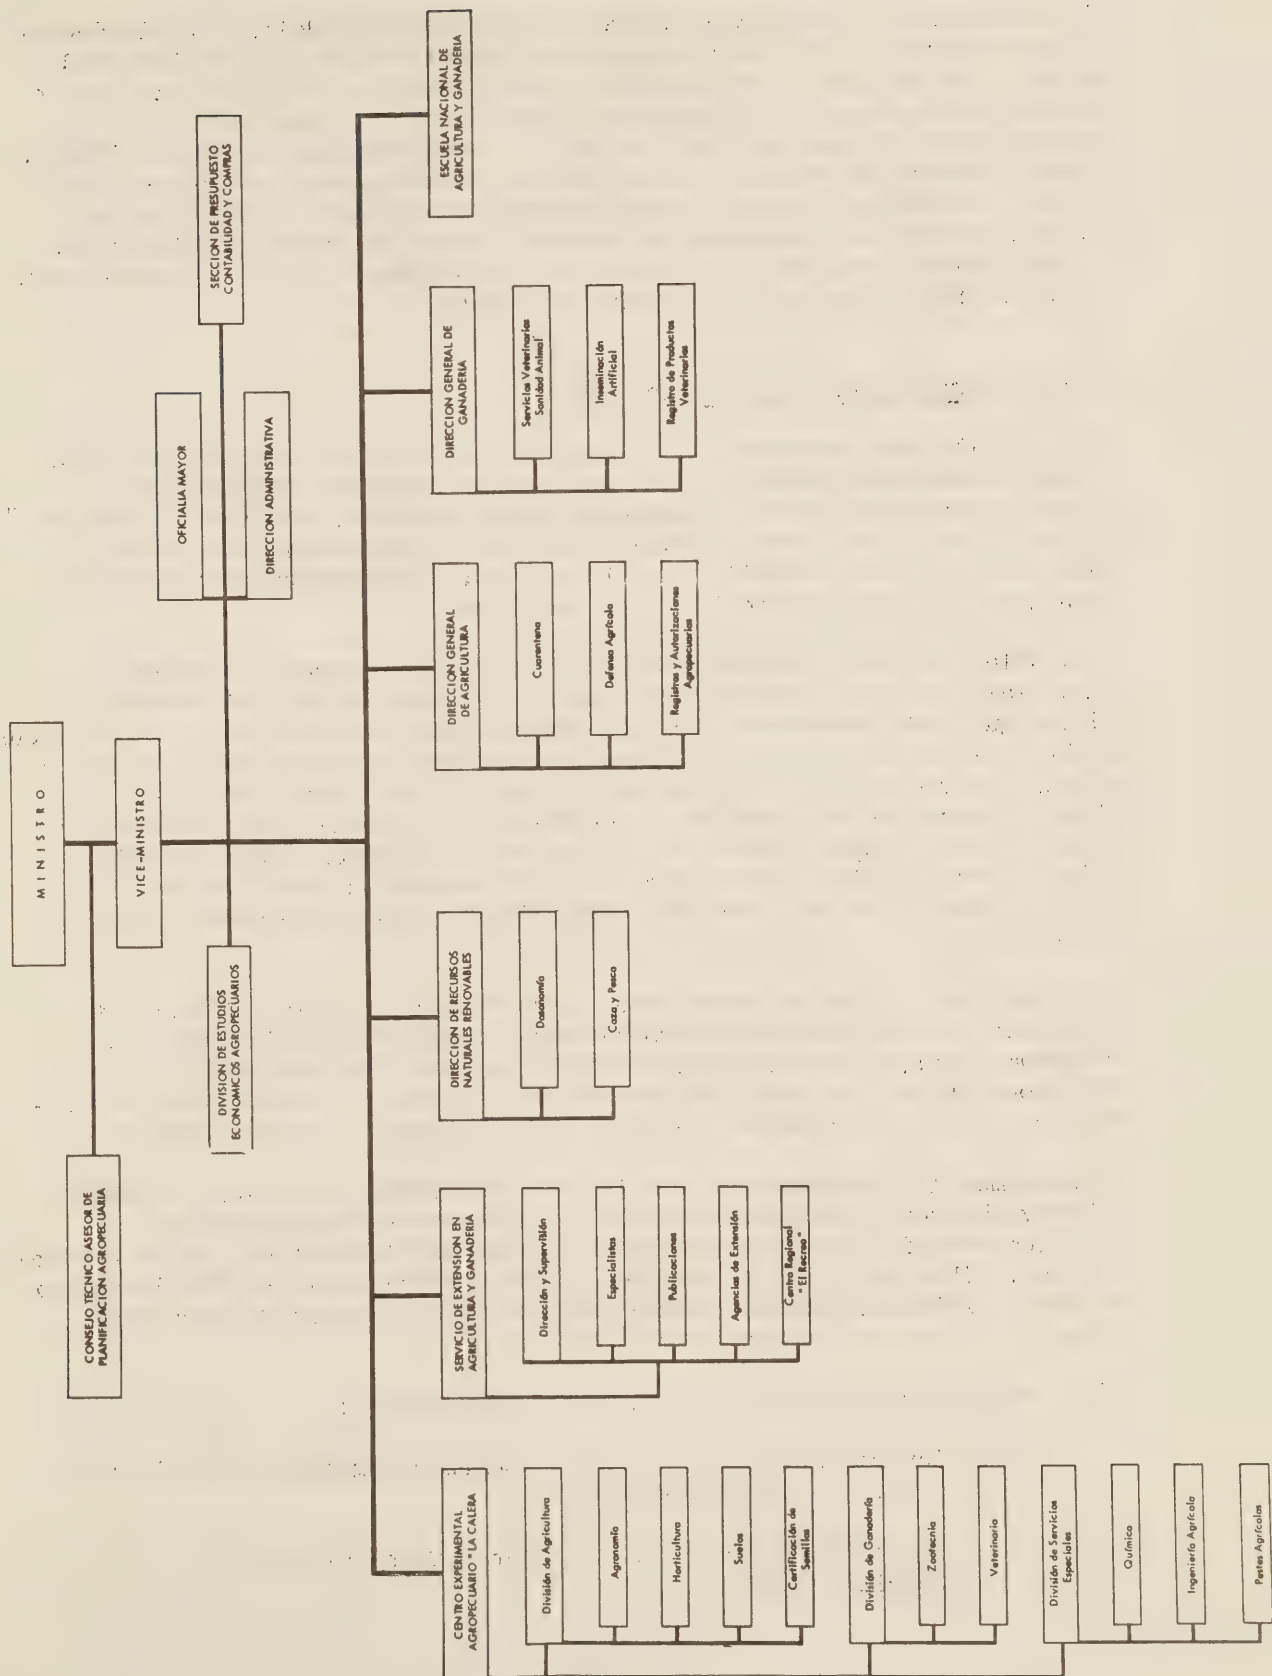 M I N I S T R O
CONSEJO TECNICO ASESOR DE
PLANIFICACION AGROPECUARIA
VICE-MINISTRO
DIVISION DE ESTUDIOS
ECONOMICOS AGROPECUARIOS
OFICIALIA MAYOR
DIRECCION ADMINISTRATIVA
SECCION DE PRESUPUESTO
CONTABILIDAD Y COMPRAS
CENTRO EXPERIMENTAL
AGROPECUARIO " LA CALERA
División de Agricultura
Agronomía
Horticultura
Suelos
Certificación de
Semillas
División de Ganadería
Zootecnia
Veterinaria
División de Servicios
Especiales
Químico
Ingeniería Agrícola
Pestes Agrícolas
SERVICIO DE EXTENSION EN
AGRICULTURA Y GANADERIA
Dirección y Supervisión
Especialistas
Publicaciones
Agencias de Extensión
Centro Regional
" El Recreo "
DIRECCION DE RECURSOS
NATURALES RENOVABLES
Dasonomía
Caza y Pesca
DIRECCION GENERAL
DE AGRICULTURA
Cuarentena
Defensa Agrícola
Registros y Autorizaciones
Agropecuarias
DIRECCION GENERAL DE
GANADERIA
Servicios Veterinarios
Sanidad Animal
Inseminación
Artificial
Registro de Productos
Veterinarios
ESCUELA NACIONAL DE
AGRICULTURA Y GANADERIA